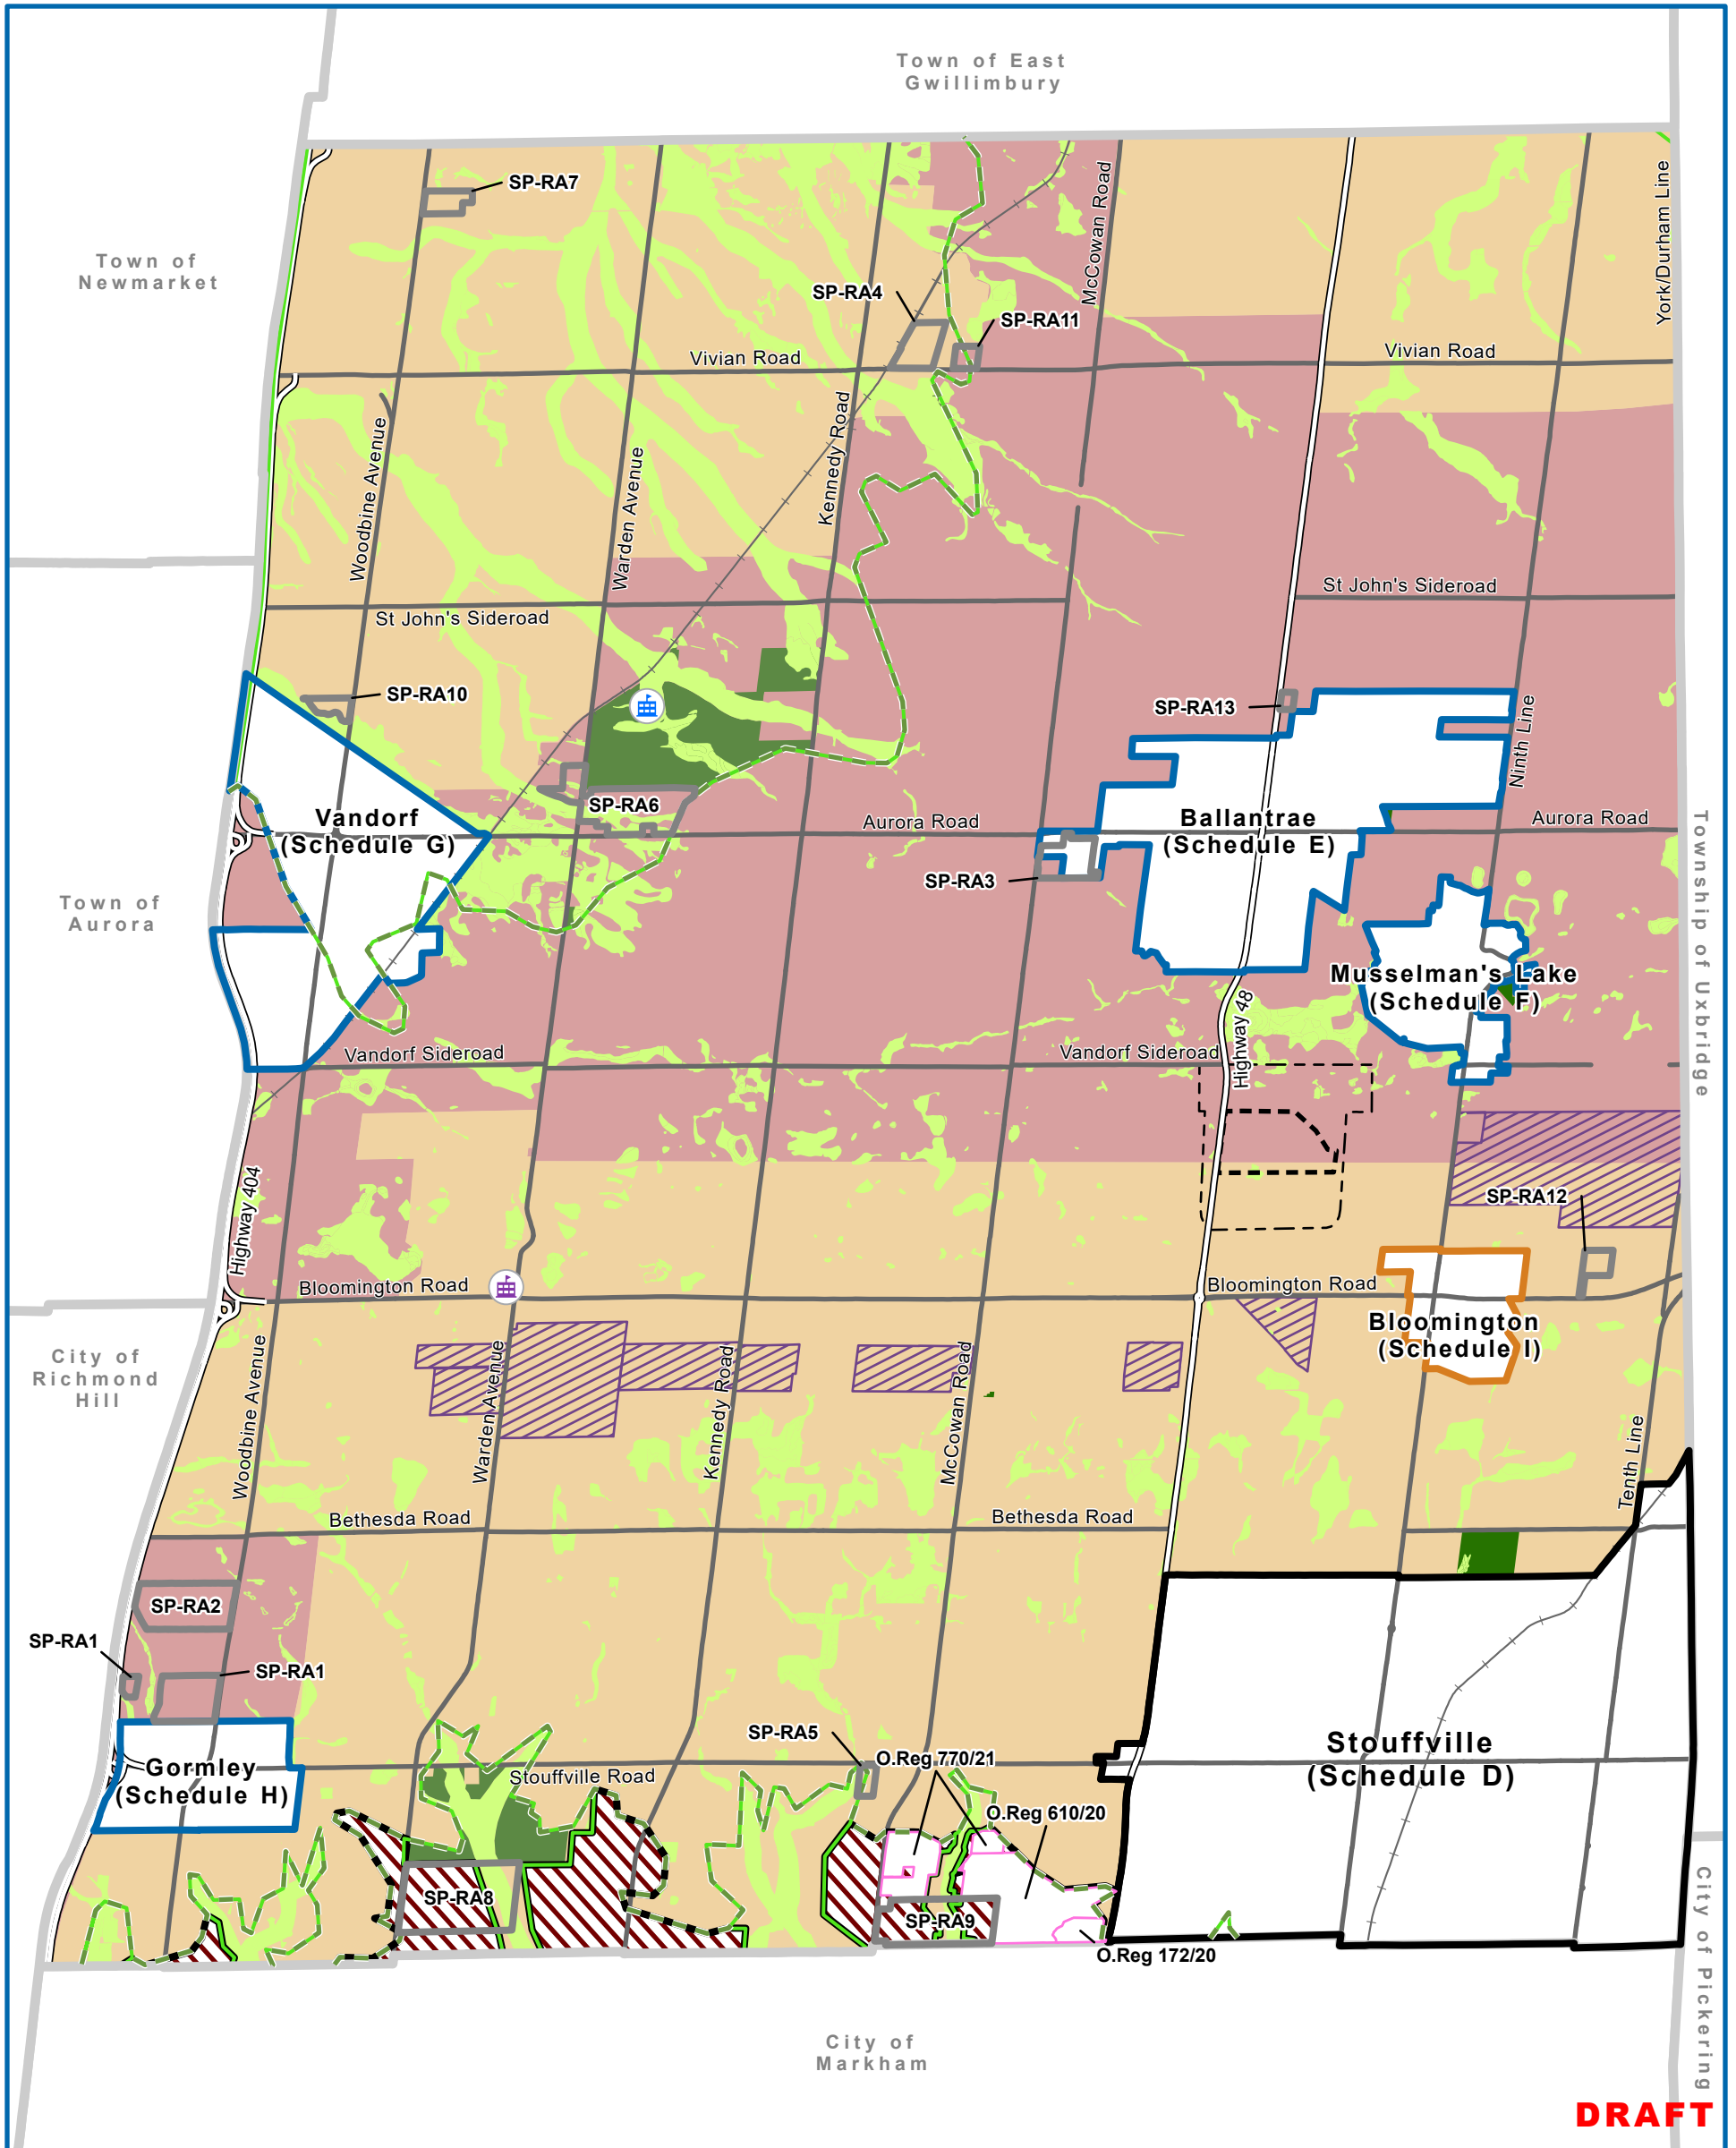 Town of East
Gwillimbury
York/Durham Line
McCowan Road
SP-RA7
Town of
Newmarket
SP-RA4
SP-RA11
Vivian Road
Vivian Road
Woodbine Avenue
Warden Avenue
Kennedy Road
St John's Sideroad
St John's Sideroad
SP-RA10
SP-RA13
Ninth Line
SP-RA6
Vandorf
(Schedule G)
Aurora Road
Ballantrae
(Schedule E)
Aurora Road
Township of Uxbridge
SP-RA3
Town of
Aurora
Musselman's Lake
(Schedule F)
Highway 48
Vandorf Sideroad
Vandorf Sideroad
Highway 404
SP-RA12
Bloomington Road
Bloomington Road
Bloomington
(Schedule I)
City of
Richmond
Hill
Woodbine Avenue
Warden Avenue
Kennedy Road
McCowan Road
Tenth Line
Bethesda Road
Bethesda Road
SP-RA2
SP-RA1
SP-RA1
SP-RA5
O.Reg 770/21
Stouffville
(Schedule D)
Gormley
(Schedule H)
Stouffville Road
O.Reg 610/20
SP-RA8
SP-RA9
O.Reg 172/20
City of Pickering
City of
Markham
DRAFT